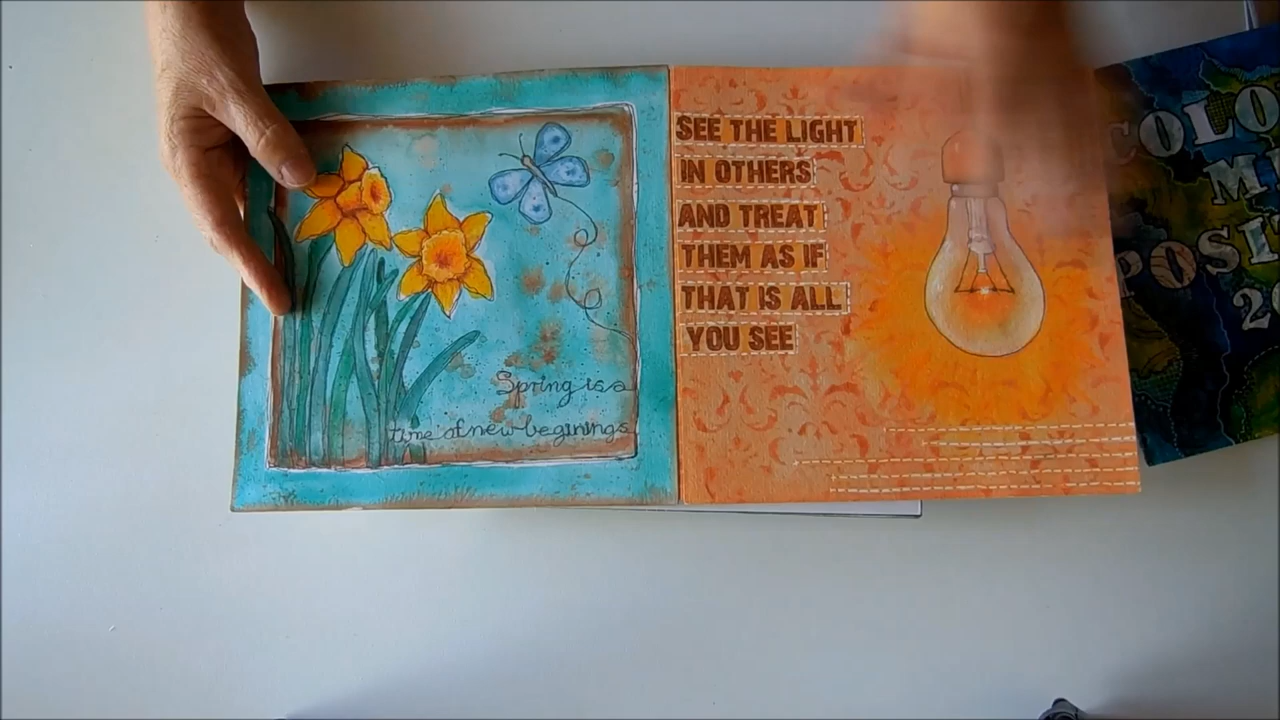 Spring is a
time of new beginings
SEE THE LIGHT
IN OTHERS
AND TREAT
THEM AS IF
THAT IS ALL
YOU SEE